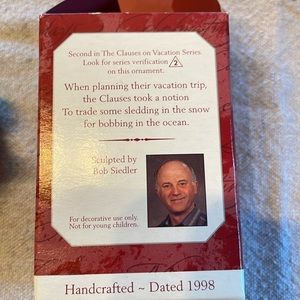 Second in The Clauses on Vacation Series.
Look for series verification 2
on this ornament.
When planning their vacation trip,
the Clauses took a notion
To trade some sledding in the snow
for bobbing in the ocean.
Sculpted by
Bob Siedler
For decorative use only.
Not for young children.
Handcrafted ~ Dated 1998